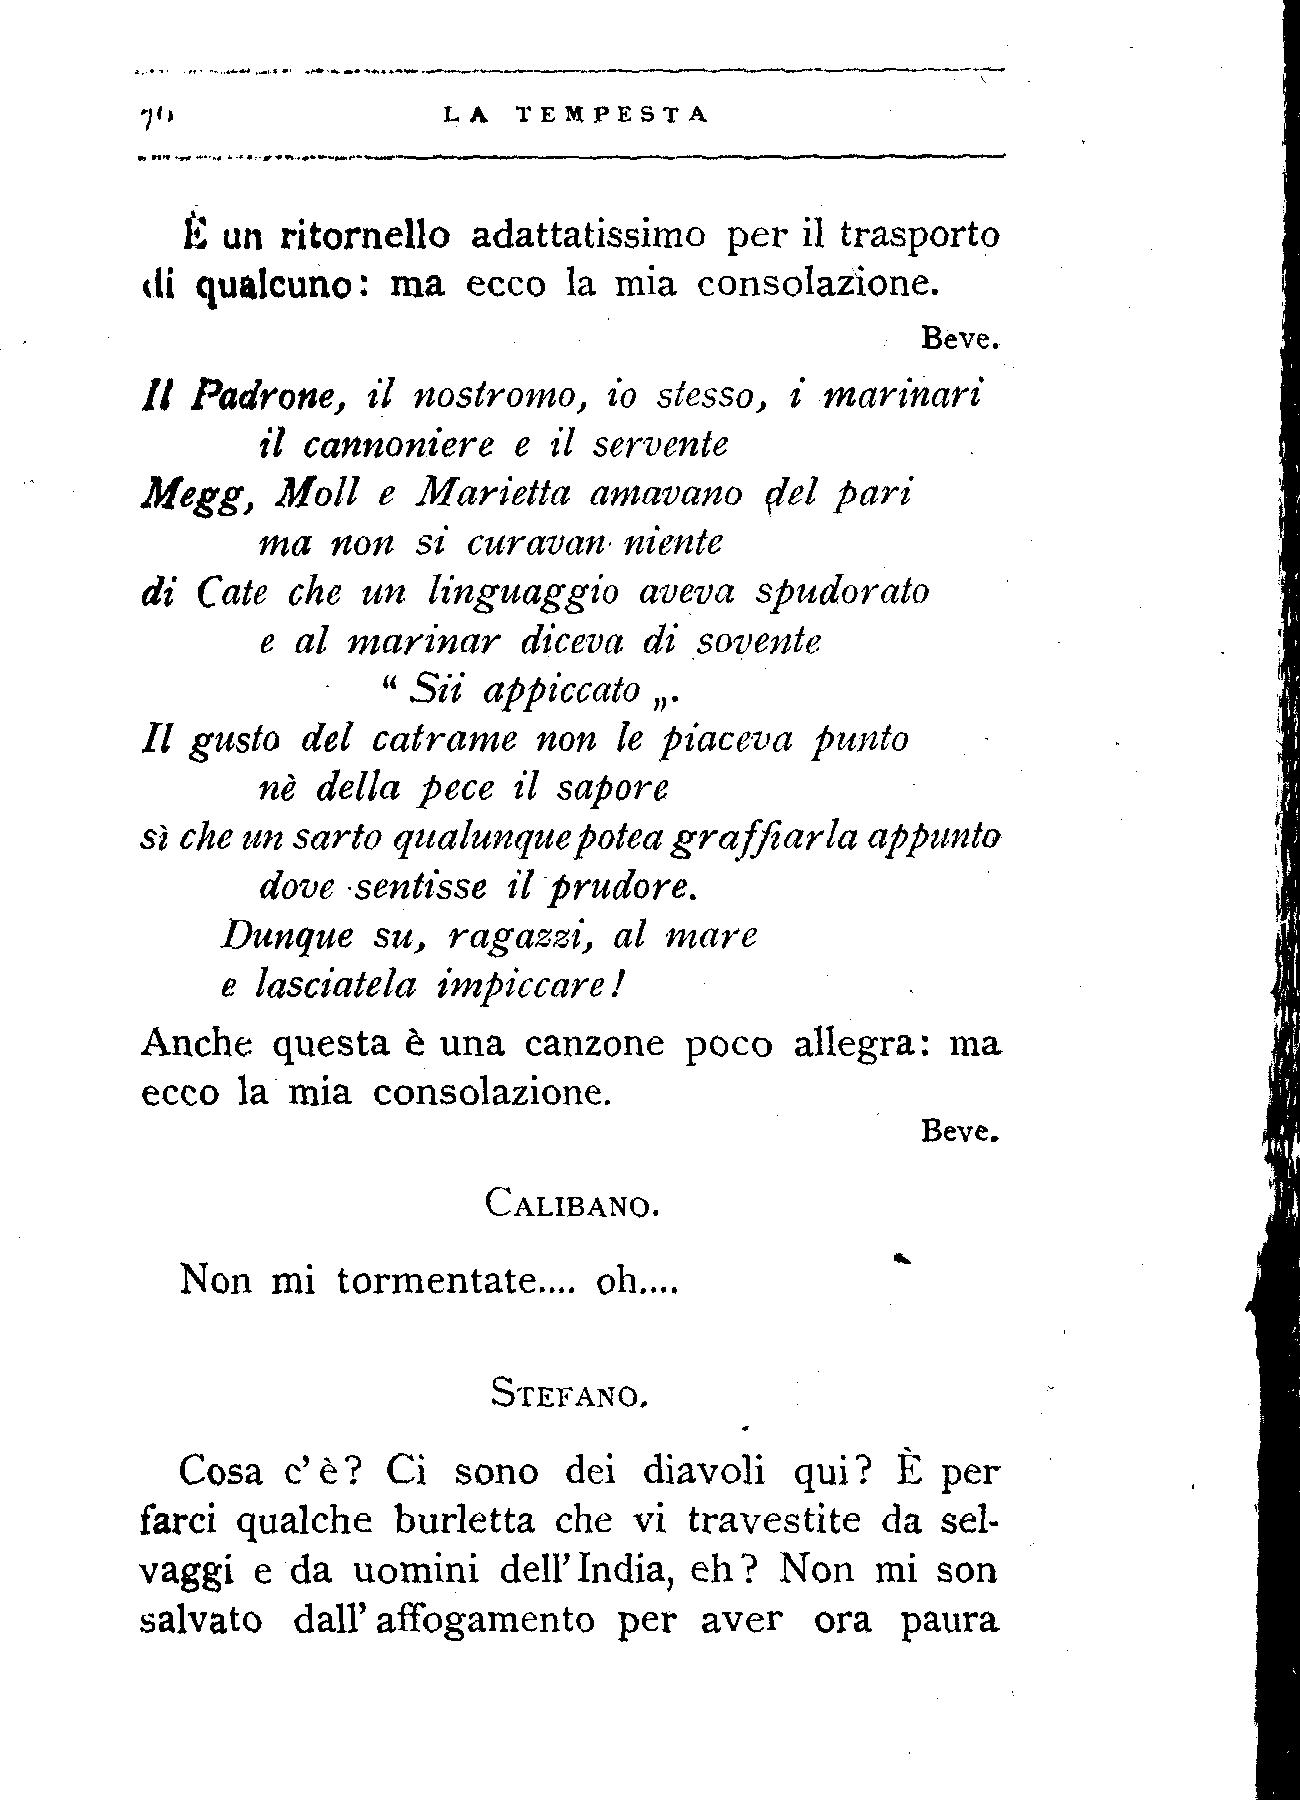 LA TEMPESTA
È un ritornello adattatissimo per il trasporto
di qualcuno: ma ecco la mia consolazione.
Beve.
Il Padrone, il nostromo, io stesso, i marinari
il cannoniere e il servente
Megg, Moll e Marietta amavano del pari
ma non si curavan niente
di Cate che un linguaggio aveva spudorato
e al marinar diceva di sovente
“ Sii appiccato „.
Il gusto del catrame non le piaceva punto
nè della pece il sapore
sì che un sarto qualunque potea graffiarla appunto
dove sentisse il prudore.
Dunque su, ragazzi, al mare
e lasciatela impiccare!
Anche questa è una canzone poco allegra: ma
ecco la mia consolazione.
Beve.
CALIBANO.
Non mi tormentate.... oh....
STEFANO.
Cosa c’è? Ci sono dei diavoli qui? È per
farci qualche burletta che vi travestite da sel-
vaggi e da uomini dell’India, eh? Non mi son
salvato dall’affogamento per aver ora paura